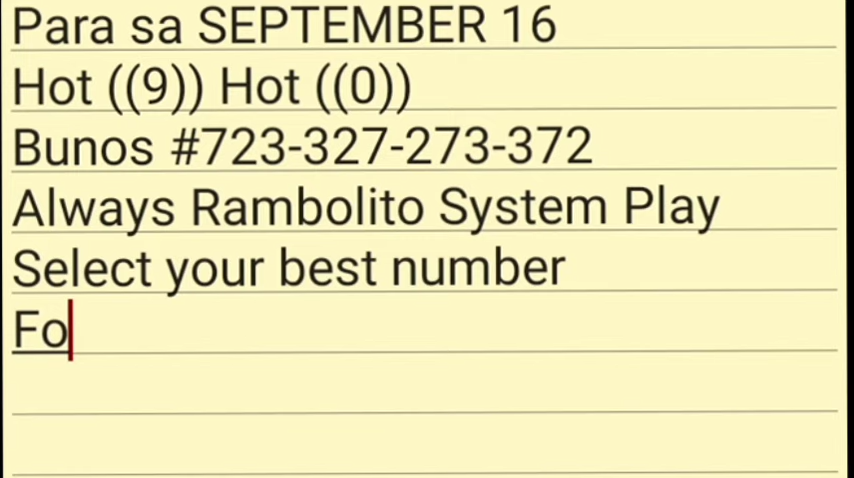 Para sa SEPTEMBER 16
Hot ((9)) Hot ((0))
Bunos #723-327-273-372
Always Rambolito System Play
Select your best number
Fo